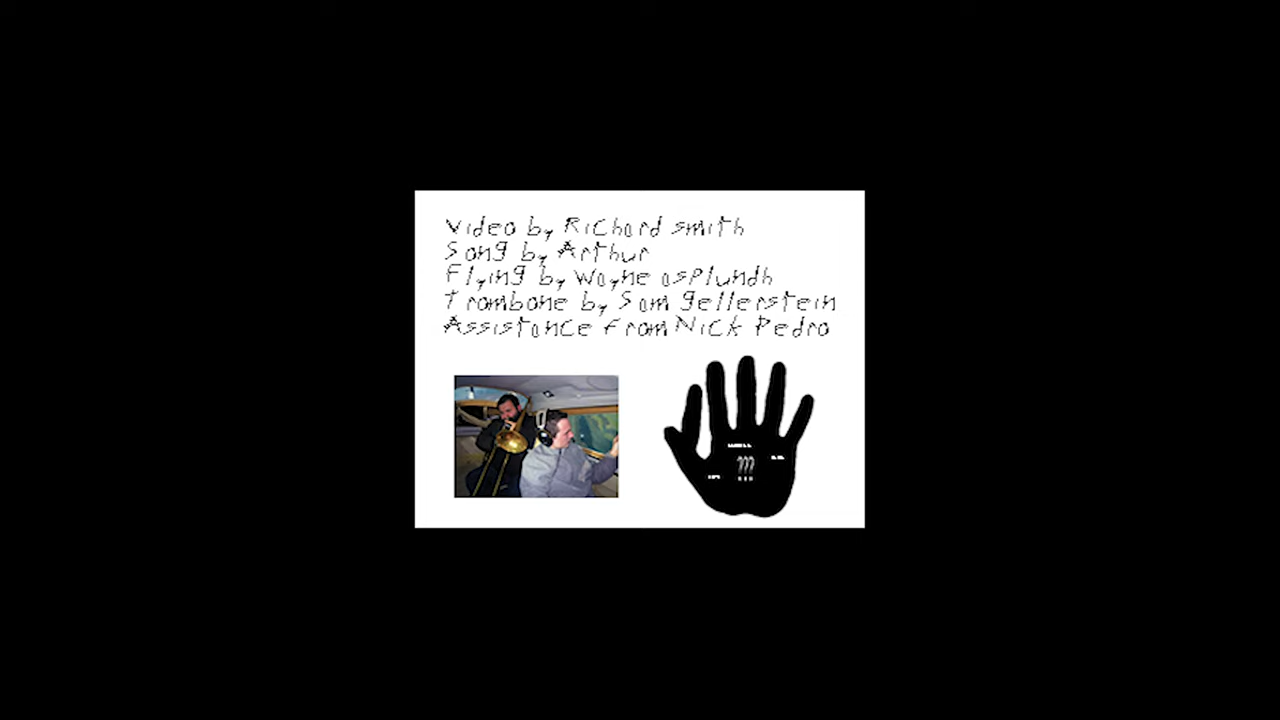 Video by Richard smith
Song by Arthur
Flying by Wayne asplundh
Trombone by Sam gellerstein
Assistance From Nick Pedro
???